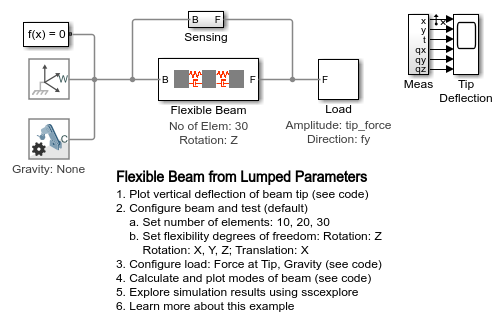 f(x) = 0
B
F
Sensing
W
B
F
Flexible Beam
No of Elem: 30
Rotation: Z
F
Load
Amplitude: tip_force
Direction: fy
C
Gravity: None
x
y
t
qx
qy
qz
Meas
Tip
Deflection
Flexible Beam from Lumped Parameters
1. Plot vertical deflection of beam tip (see code)
2. Configure beam and test (default)
a. Set number of elements: 10, 20, 30
b. Set flexibility degrees of freedom: Rotation: Z
Rotation: X, Y, Z; Translation: X
3. Configure load: Force at Tip, Gravity (see code)
4. Calculate and plot modes of beam (see code)
5. Explore simulation results using sscexplore
6. Learn more about this example